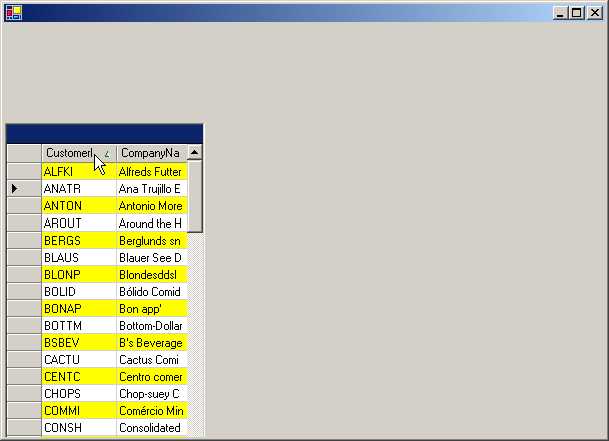 CustomerI CompanyNa
ALFKI Alfreds Futter
ANATR Ana Trujillo E
ANTON Antonio More
AROUT Around the H
BERGS Berglunds sn
BLAUS Blauer See D
BLONP Blondesddsl
BOLID Bólido Comid
BONAP Bon app'
BOTTM Bottom-Dollar
BSBEV B's Beverage
CACTU Cactus Comi
CENTC Centro comer
CHOPS Chop-suey C
COMMI Comércio Min
CONSH Consolidated